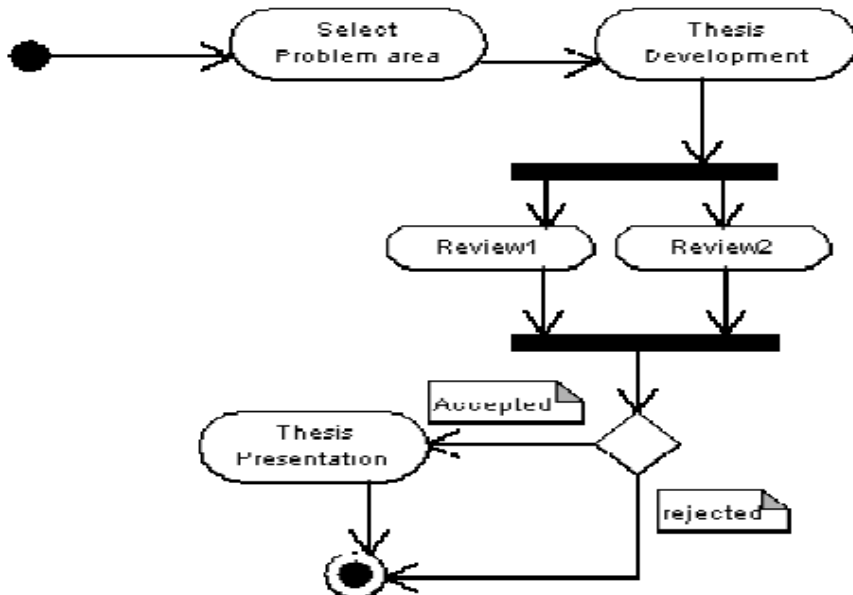 Select
Problem area
Thesis
Development
Review1
Review2
Accepted
Thesis
Presentation
rejected